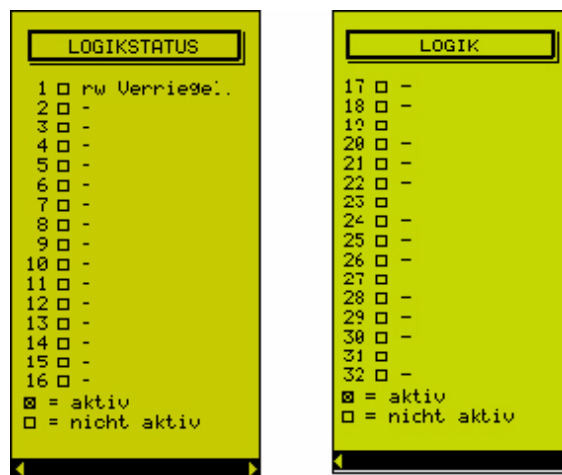 LOGIKSTATUS
1 □ rw Verriegel.
2 □ -
3 □ -
4 □ -
5 □ -
6 □ -
7 □ -
8 □ -
9 □ -
10 □ -
11 □ -
12 □ -
13 □ -
14 □ -
15 □ -
16 □ -
⊠ = aktiv
□ = nicht aktiv
LOGIK
17 □ -
18 □ -
19 □
20 □ -
21 □ -
22 □ -
23 □
24 □ -
25 □ -
26 □ -
27 □
28 □ -
29 □ -
30 □ -
31 □
32 □ -
⊠ = aktiv
□ = nicht aktiv